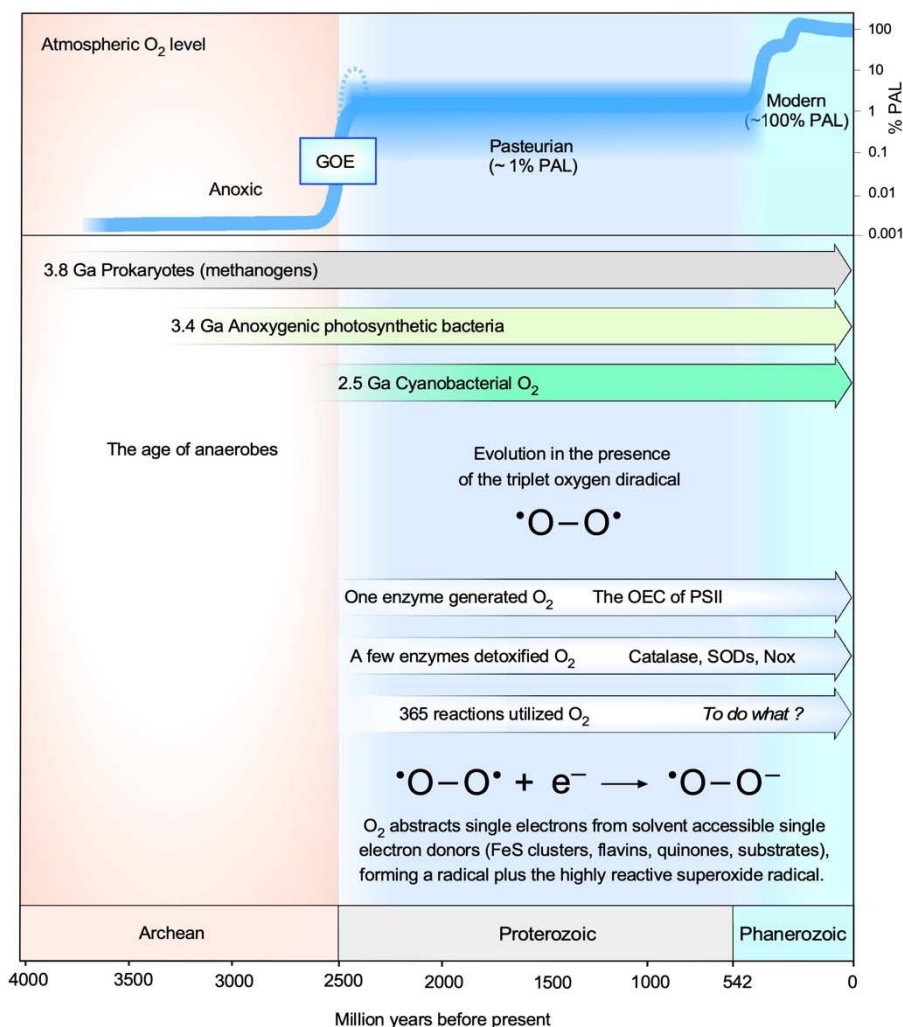 Atmospheric O₂ level
100
10
1
0.1
0.01
0.001
% PAL
Modern
(~100% PAL)
GOE
Pasteurian
(~ 1% PAL)
Anoxic
3.8 Ga Prokaryotes (methanogens)
3.4 Ga Anoxygenic photosynthetic bacteria
2.5 Ga Cyanobacterial O₂
The age of anaerobes
Evolution in the presence
of the triplet oxygen diradical
•O–O•
One enzyme generated O₂ The OEC of PSII
A few enzymes detoxified O₂ Catalase, SODs, Nox
365 reactions utilized O₂ To do what ?
•O–O• + e⁻ → •O–O⁻
O₂ abstracts single electrons from solvent accessible single
electron donors (FeS clusters, flavins, quinones, substrates),
forming a radical plus the highly reactive superoxide radical.
Archean Proterozoic Phanerozoic
4000 3500 3000 2500 2000 1500 1000 542 0
Million years before present